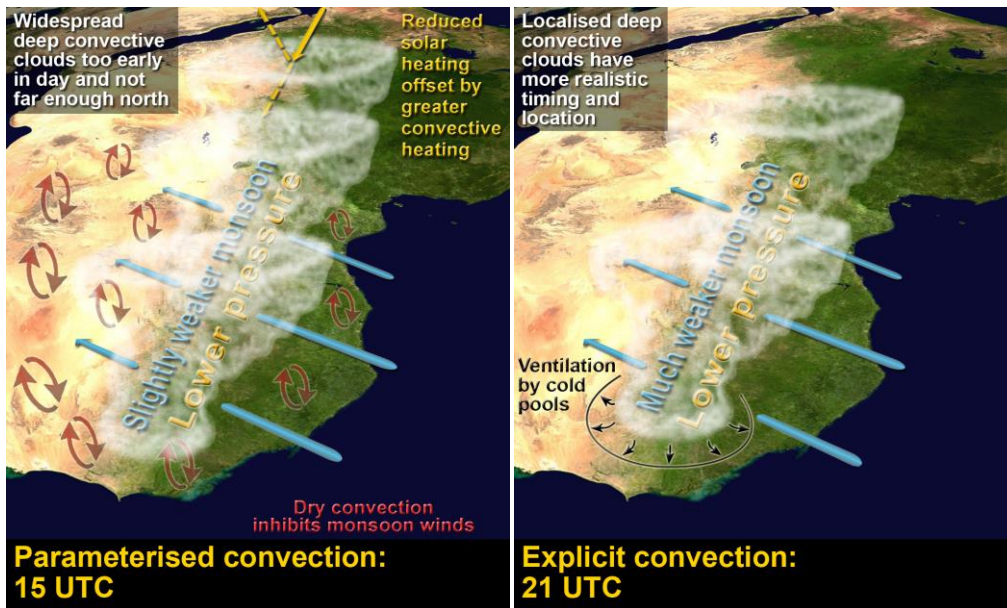 Widespread
deep convective
clouds too early
in day and not
far enough north
Reduced
solar
heating
offset by
greater
convective
heating
Slightly weaker monsoon
Lower pressure
Dry convection
inhibits monsoon winds
Parameterised convection:
15 UTC
Localised deep
convective
clouds have
more realistic
timing and
location
Much weaker monsoon
Lower pressure
Ventilation
by cold
pools
Explicit convection:
21 UTC